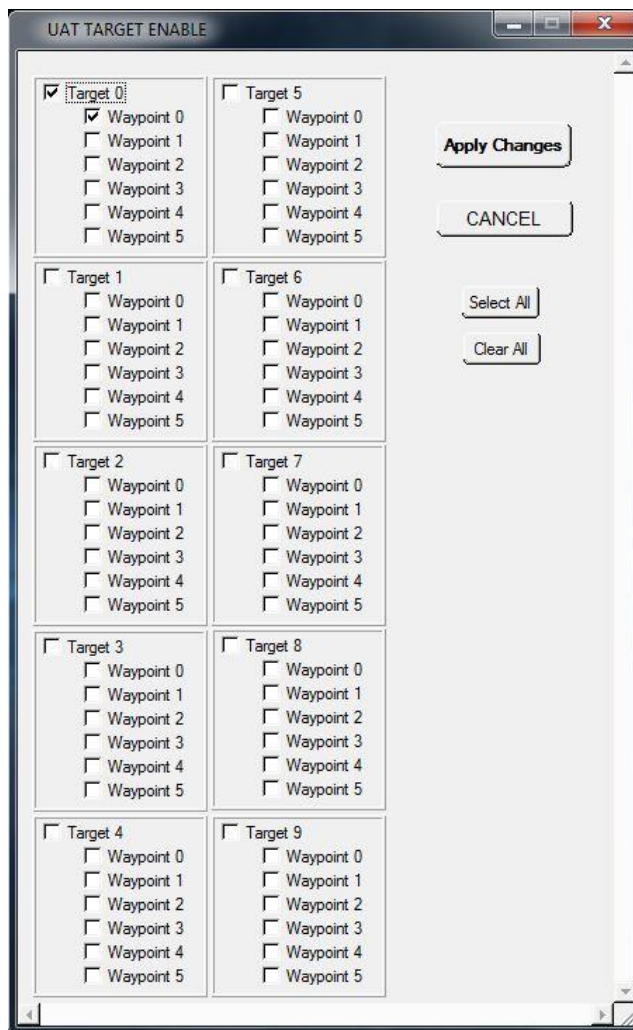 UAT TARGET ENABLE
Target 0
Waypoint 0
Waypoint 1
Waypoint 2
Waypoint 3
Waypoint 4
Waypoint 5
Target 1
Waypoint 0
Waypoint 1
Waypoint 2
Waypoint 3
Waypoint 4
Waypoint 5
Target 2
Waypoint 0
Waypoint 1
Waypoint 2
Waypoint 3
Waypoint 4
Waypoint 5
Target 3
Waypoint 0
Waypoint 1
Waypoint 2
Waypoint 3
Waypoint 4
Waypoint 5
Target 4
Waypoint 0
Waypoint 1
Waypoint 2
Waypoint 3
Waypoint 4
Waypoint 5
Target 5
Waypoint 0
Waypoint 1
Waypoint 2
Waypoint 3
Waypoint 4
Waypoint 5
Target 6
Waypoint 0
Waypoint 1
Waypoint 2
Waypoint 3
Waypoint 4
Waypoint 5
Target 7
Waypoint 0
Waypoint 1
Waypoint 2
Waypoint 3
Waypoint 4
Waypoint 5
Target 8
Waypoint 0
Waypoint 1
Waypoint 2
Waypoint 3
Waypoint 4
Waypoint 5
Target 9
Waypoint 0
Waypoint 1
Waypoint 2
Waypoint 3
Waypoint 4
Waypoint 5
Apply Changes
CANCEL
Select All
Clear All